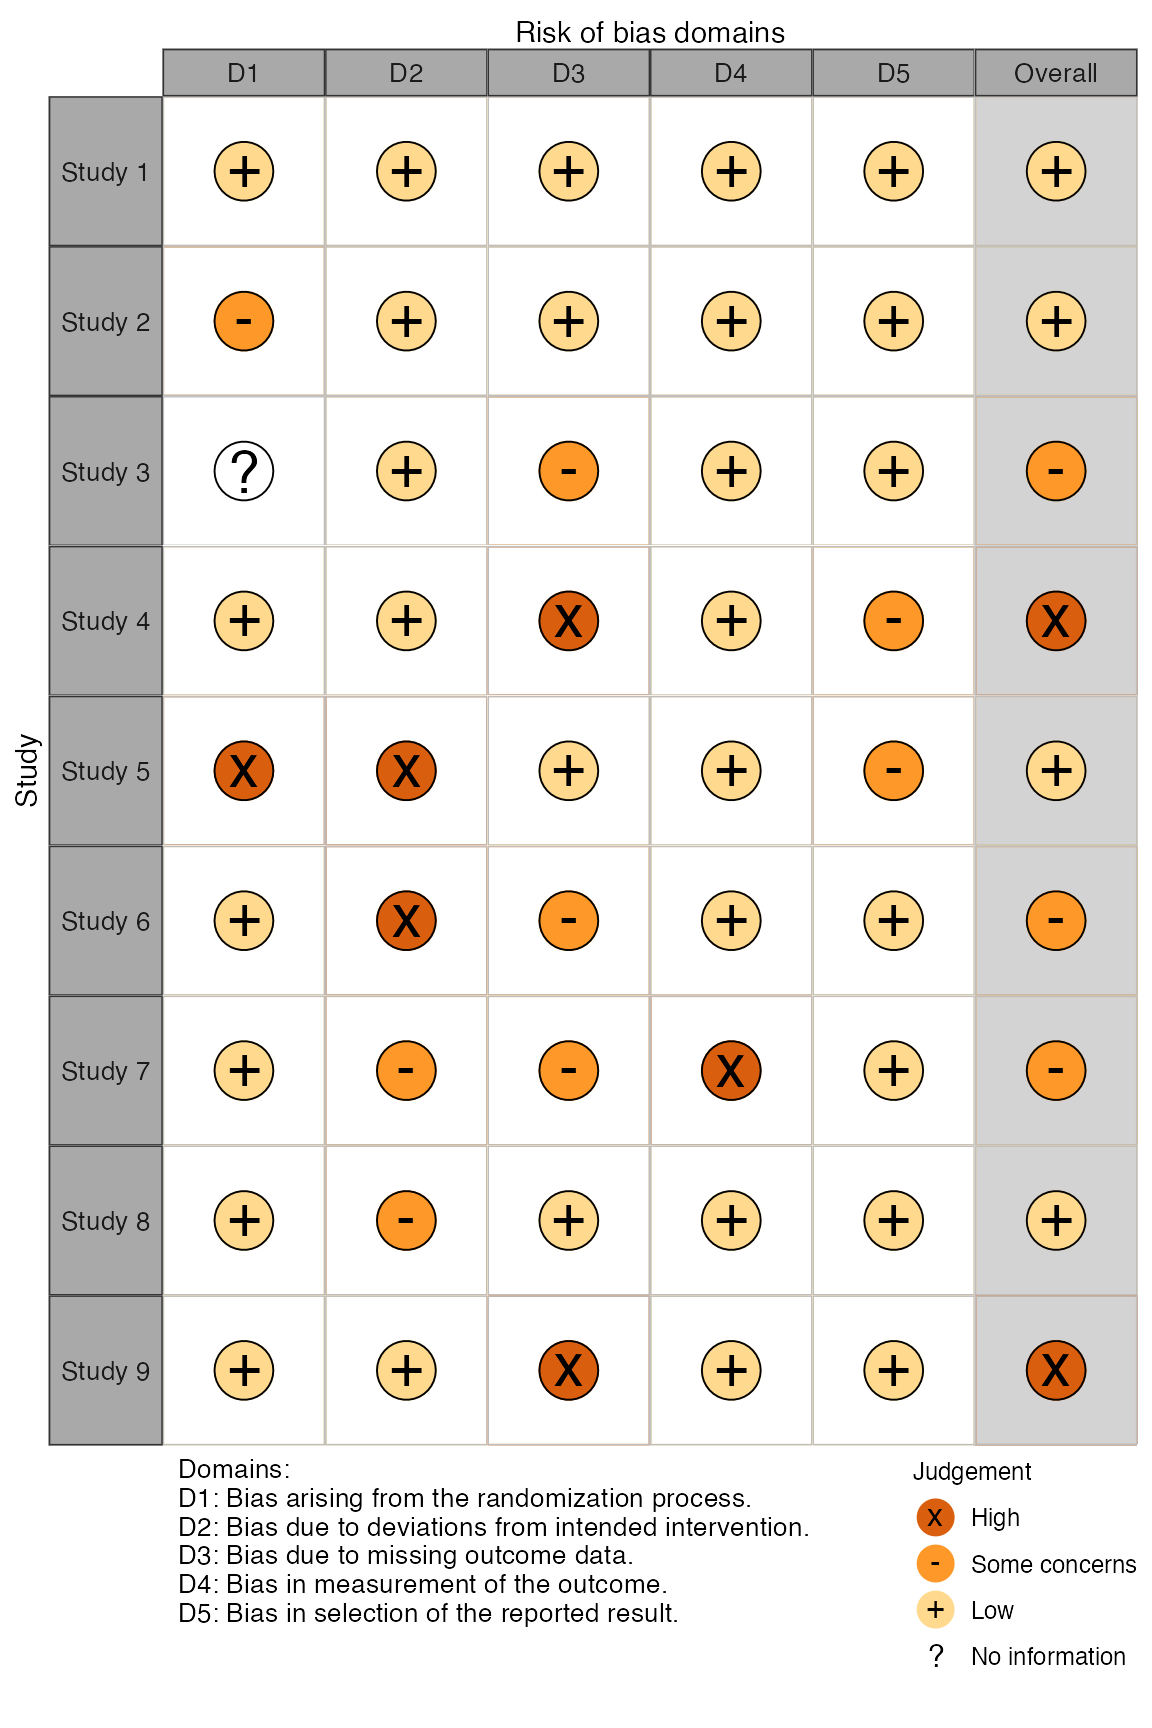 Risk of bias domains
D1 D2 D3 D4 D5 Overall
Study 1 + + + + + +
Study 2 - + + + + +
Study 3 ? + - + + -
Study 4 + + X + - X
Study
Study 5 X X + + - +
Study 6 + X - + + -
Study 7 + - - X + -
Study 8 + - + + + +
Study 9 + + X + + X
Domains:
D1: Bias arising from the randomization process.
D2: Bias due to deviations from intended intervention.
D3: Bias due to missing outcome data.
D4: Bias in measurement of the outcome.
D5: Bias in selection of the reported result.
Judgement
X High
- Some concerns
+ Low
? No information